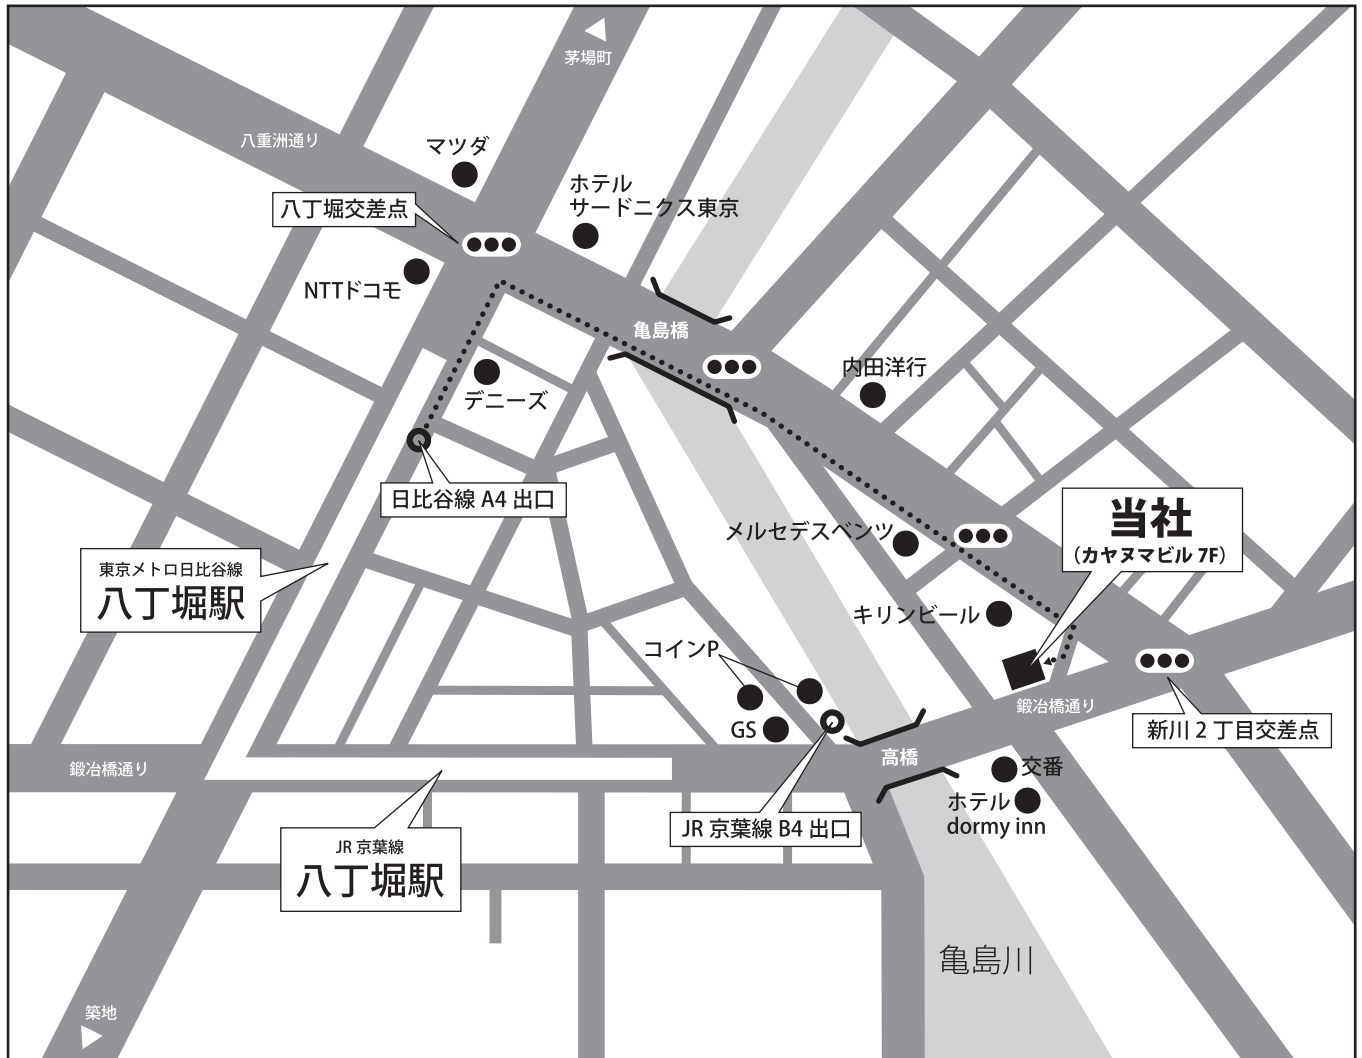 茅場町
八重洲通り
マツダ
ホテル
サードニクス東京
八丁堀交差点
NTTドコモ
亀島橋
内田洋行
デニーズ
日比谷線 A4 出口
当社
（カヤヌマビル 7F）
メルセデスベンツ
東京メトロ日比谷線
八丁堀駅
キリンビール
コインP
鍛冶橋通り
新川 2 丁目交差点
GS
高橋
鍛冶橋通り
交番
ホテル
dormy inn
JR 京葉線 B4 出口
JR 京葉線
八丁堀駅
亀島川
築地